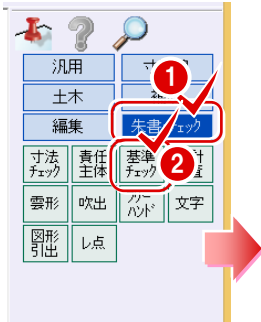 汎用 寸
1
土木
編集 朱書チェック
寸法チェック 責任主体 基準チェック 計
2
雲形 吹出 フリーハンド 文字
図形引出 レ点